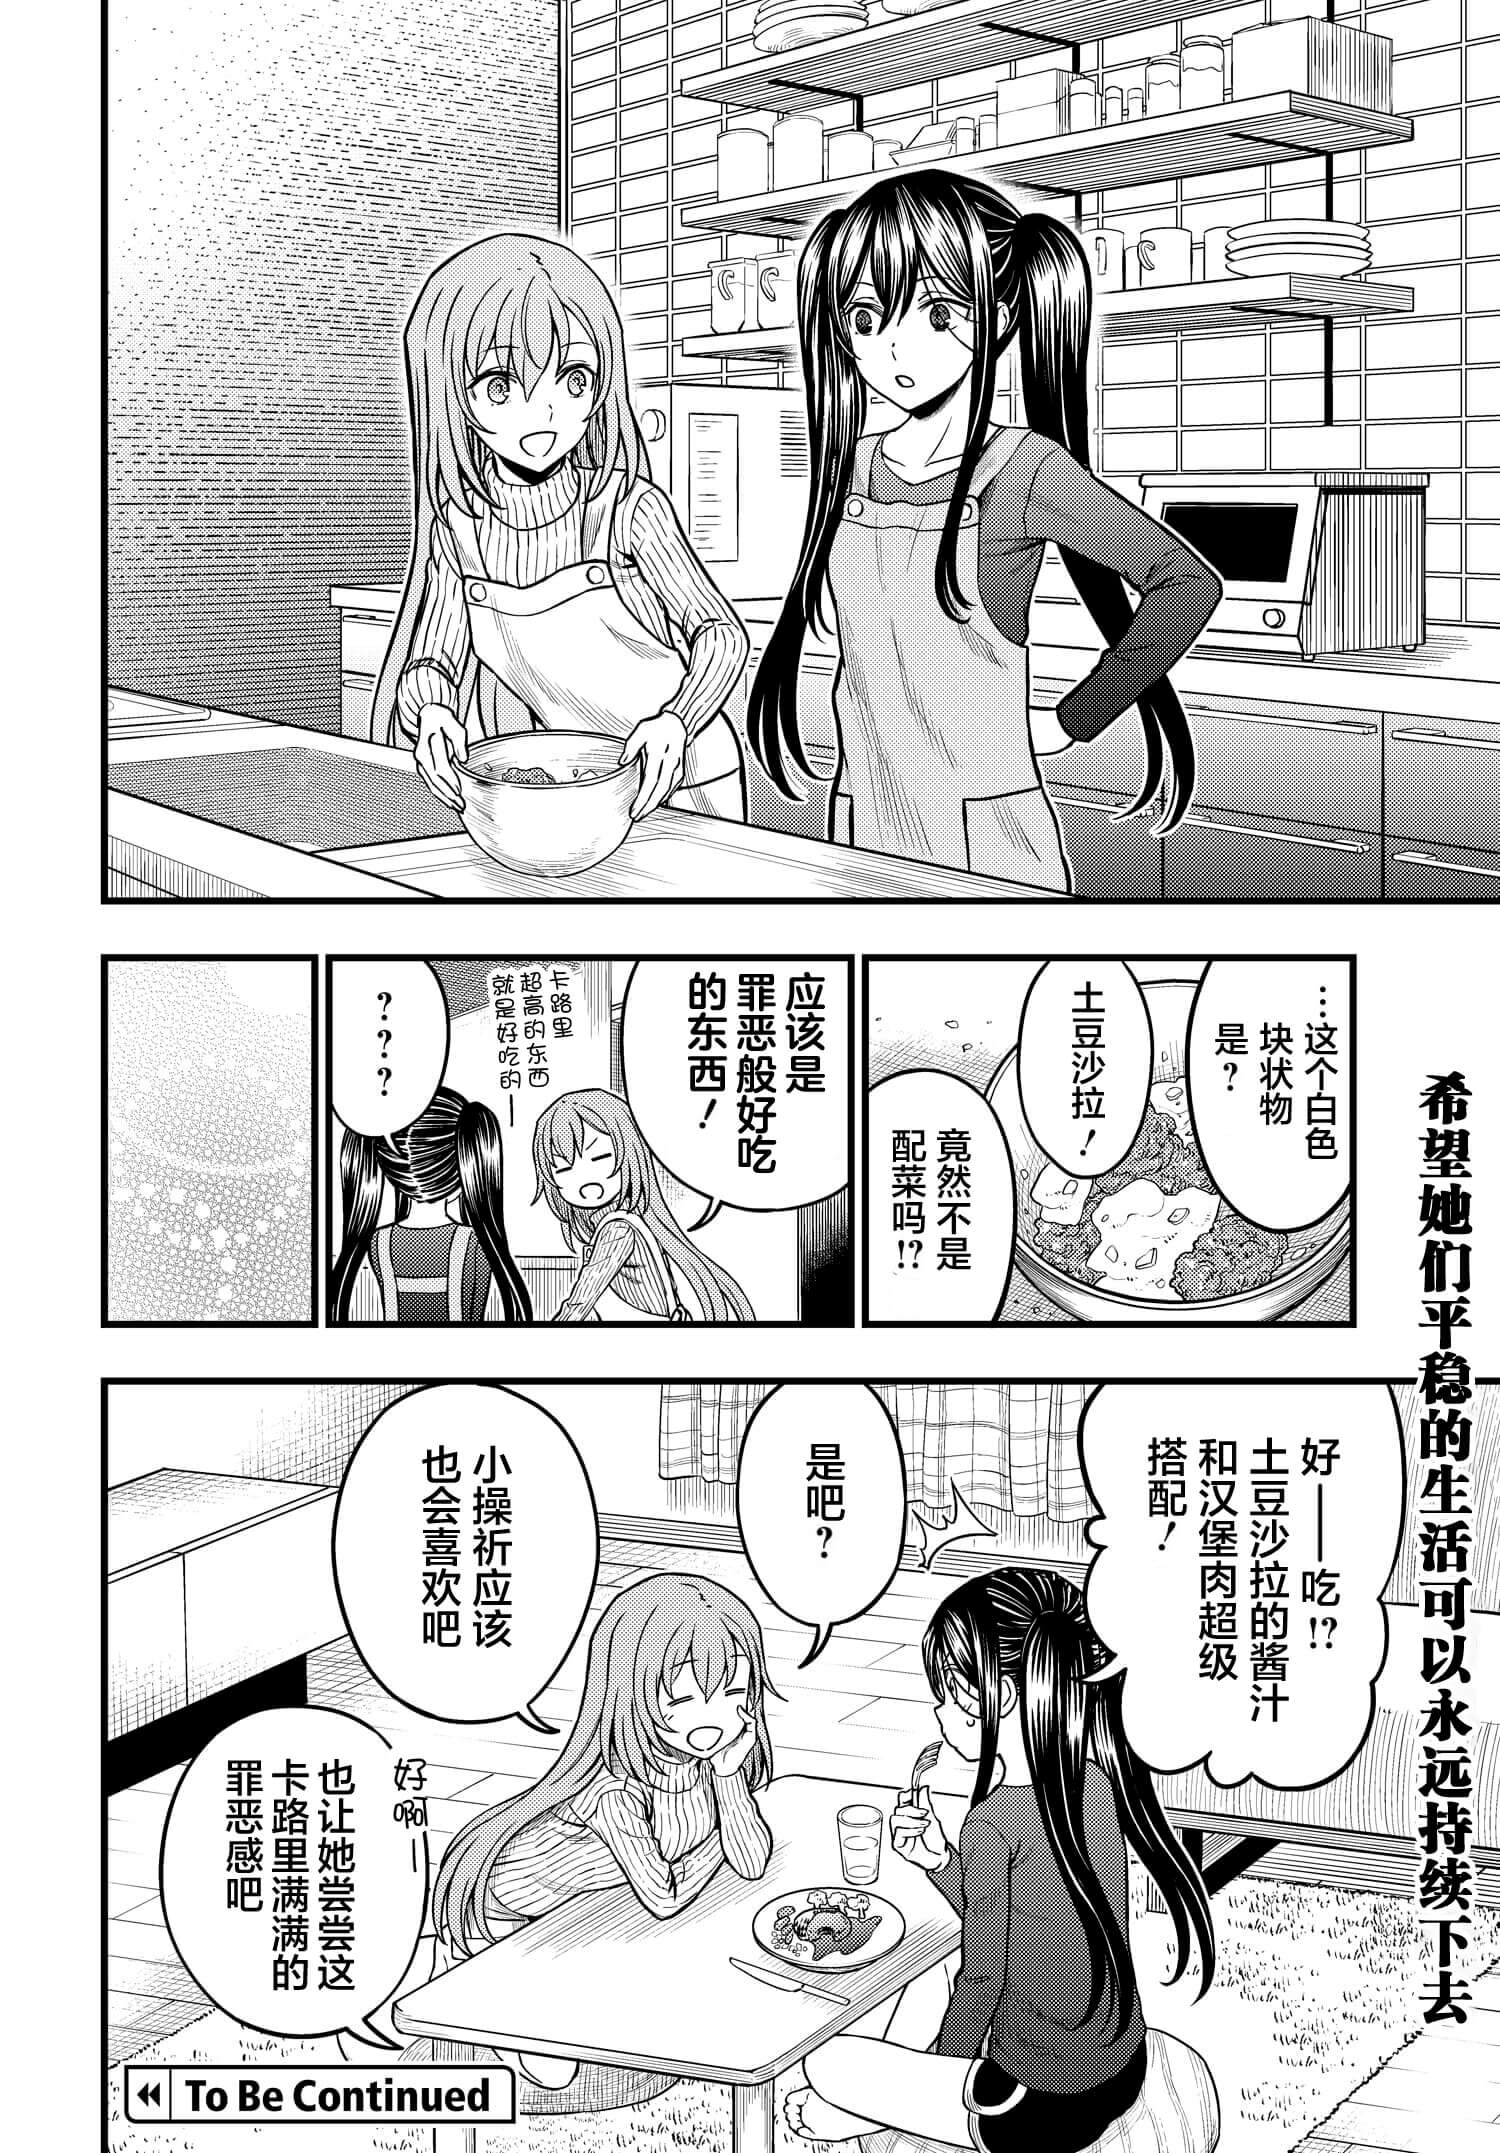 …这个白色
块状物
是？
土豆沙拉！
竟然不是
配菜吗!?
应该是
罪恶般好吃
的东西！
卡路里
超高的东西
就是好吃的—
？？？
好——吃!?
土豆沙拉的酱汁
和汉堡肉超级
搭配！
是吧？
小操祈应该
也会喜欢吧
好啊—
也让她尝尝这
卡路里满满的
罪恶感吧
希望她们平稳的生活可以永远持续下去
To Be Continued